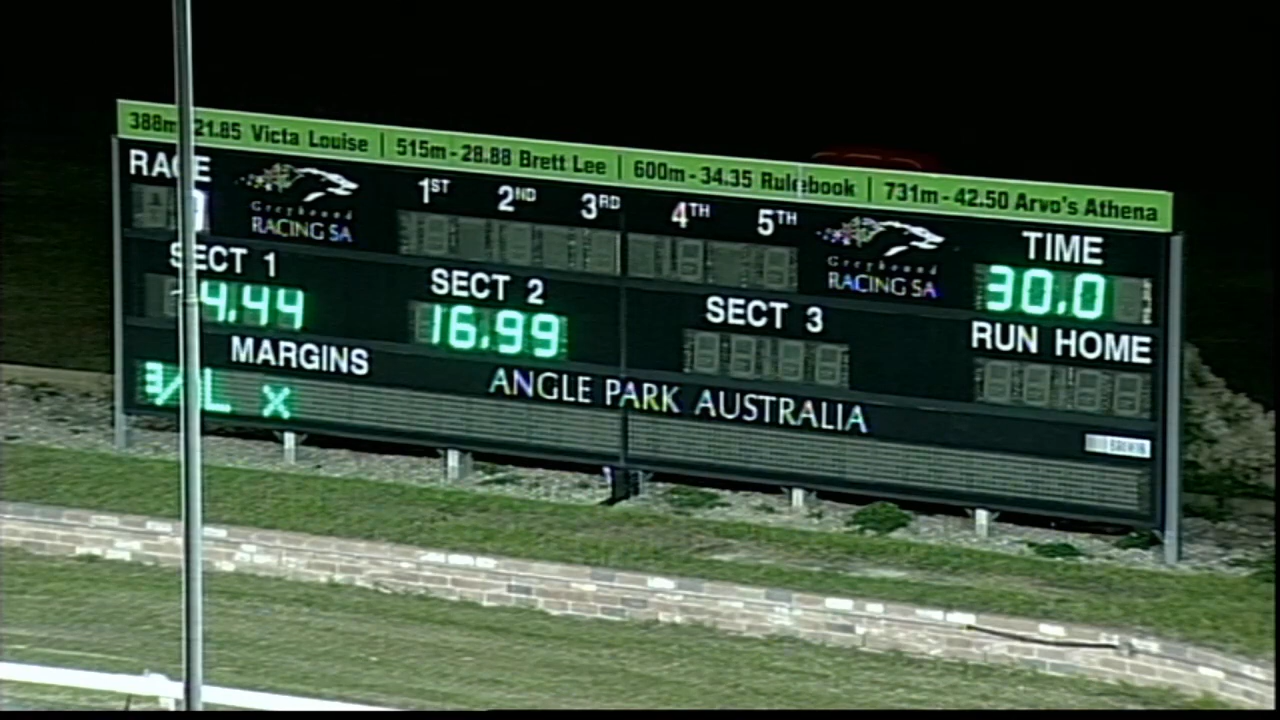 388m - 21.85 Victa Louise | 515m - 28.88 Brett Lee | 600m - 34.35 Rulebook | 731m - 42.50 Arvo's Athena
RACE
Greyhound
RACING SA
1ST 2ND 3RD 4TH 5TH
Greyhound
RACING SA
TIME
30.0
SECT 1
4.44
SECT 2
16.99
SECT 3
RUN HOME
MARGINS
ANGLE PARK AUSTRALIA
L X